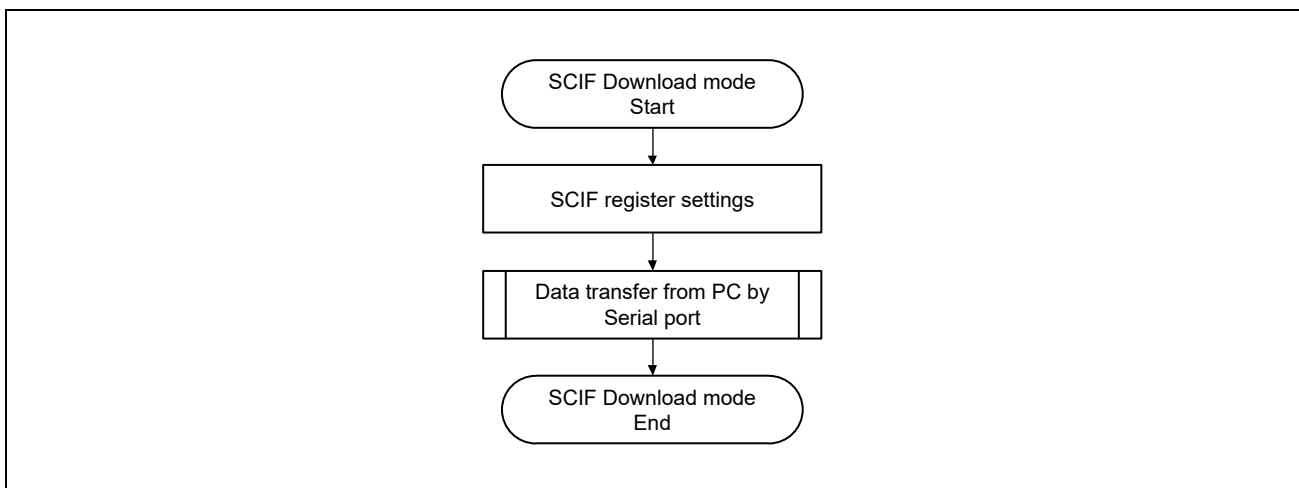 SCIF Download mode
Start
SCIF register settings
Data transfer from PC by
Serial port
SCIF Download mode
End